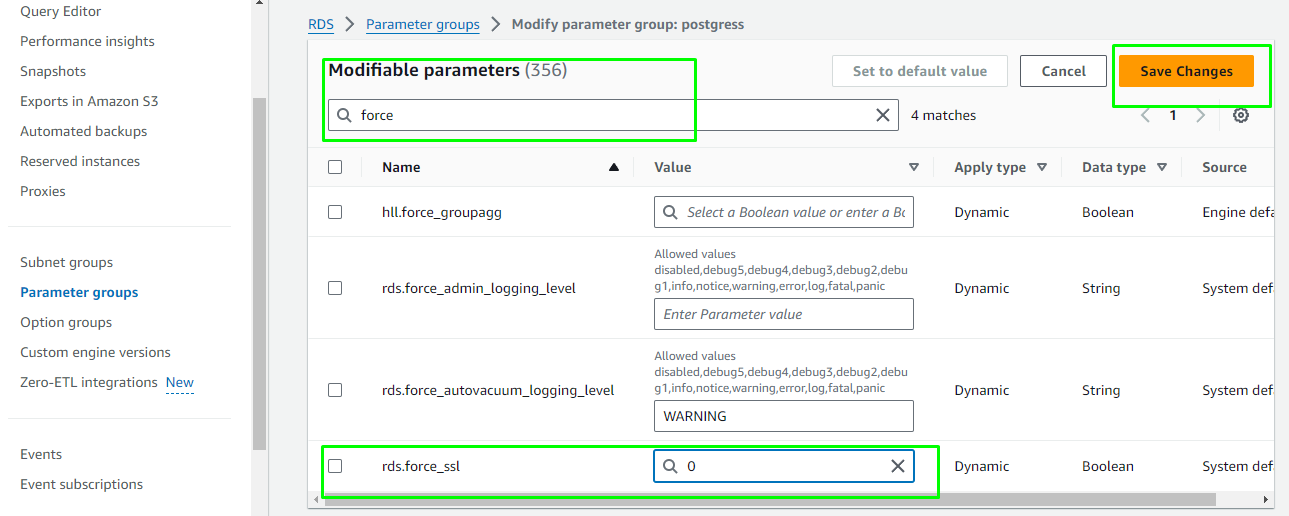 Query Editor
Performance insights
Snapshots
Exports in Amazon S3
Automated backups
Reserved instances
Proxies
Subnet groups
Parameter groups
Option groups
Custom engine versions
Zero-ETL integrations New
Events
Event subscriptions
RDS > Parameter groups > Modify parameter group: postgress
Modifiable parameters (356)
Set to default value
Cancel
Save Changes
force
4 matches
1
Name Value Apply type Data type Source
hll.force_groupagg Select a Boolean value or enter a Bo Dynamic Boolean Engine defa
Allowed values
disabled,debug5,debug4,debug3,debug2,debu
g1,info,notice,warning,error,log,fatal,panic
rds.force_admin_logging_level Dynamic String System def
Enter Parameter value
Allowed values
disabled,debug5,debug4,debug3,debug2,debu
g1,info,notice,warning,error,log,fatal,panic
rds.force_autovacuum_logging_level Dynamic String System def
WARNING
rds.force_ssl 0 Dynamic Boolean System def